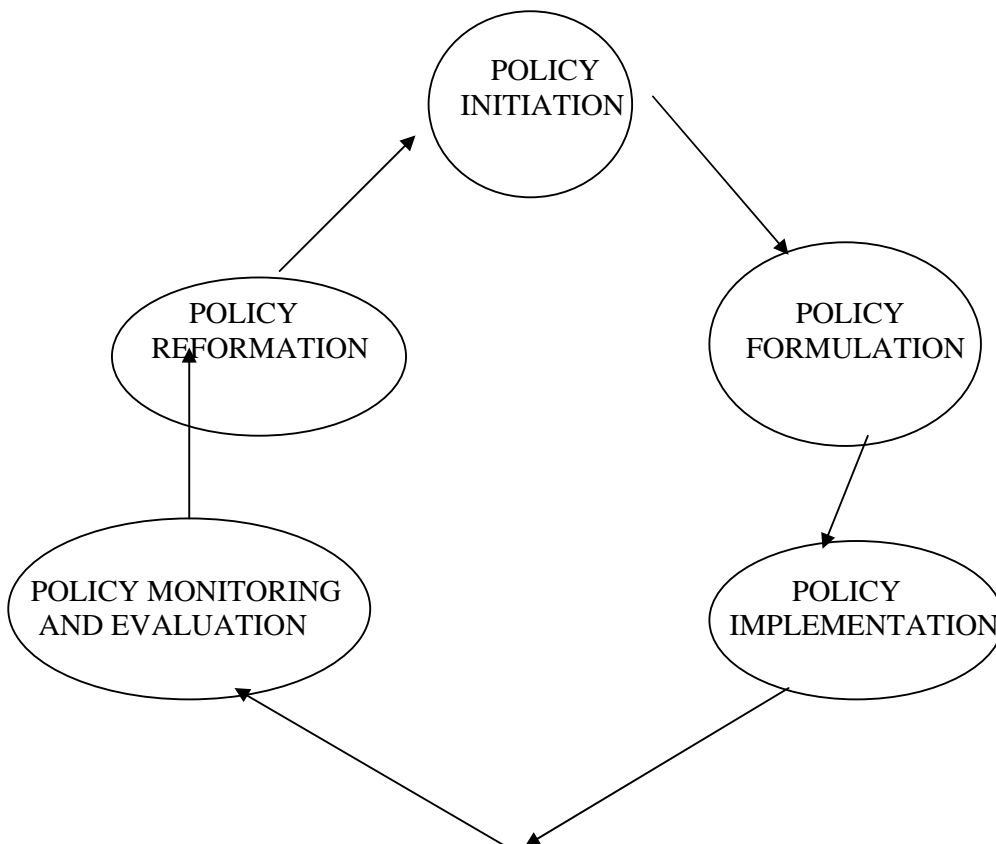 POLICY
INITIATION
POLICY
FORMULATION
POLICY
IMPLEMENTATION
POLICY MONITORING
AND EVALUATION
POLICY
REFORMATION